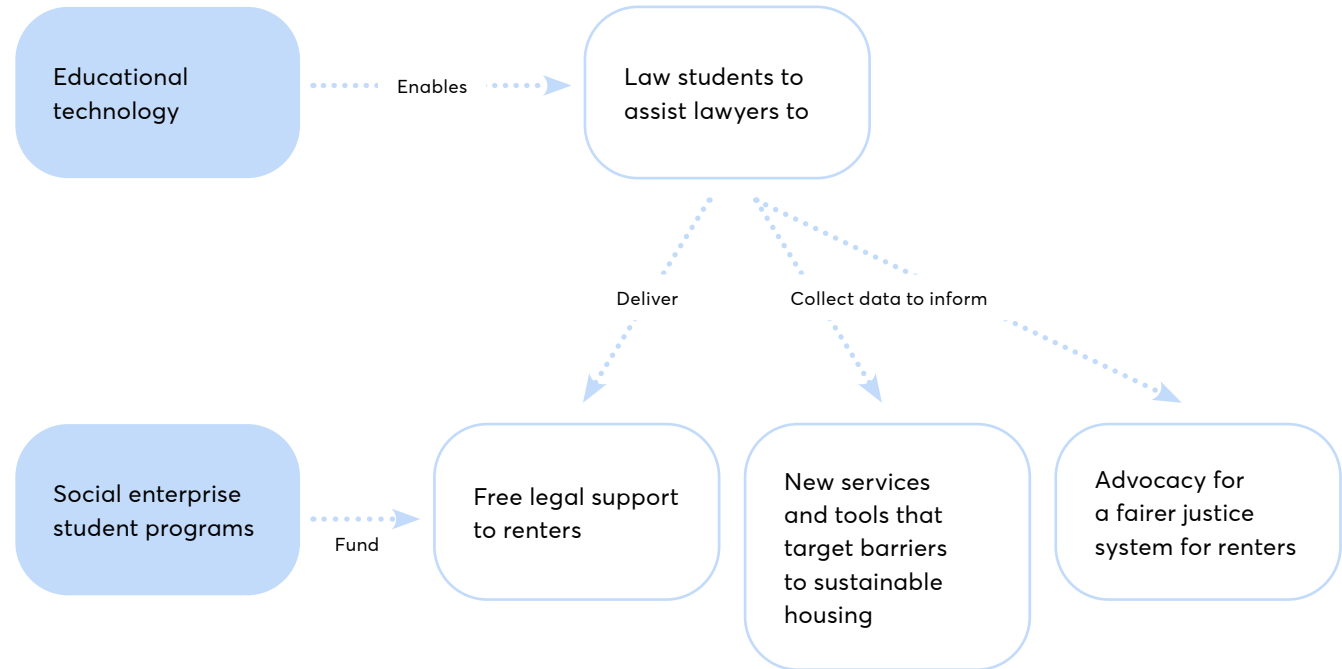 Educational
technology
Enables
Law students to
assist lawyers to
Deliver
Collect data to inform
Social enterprise
student programs
Fund
Free legal support
to renters
New services
and tools that
target barriers
to sustainable
housing
Advocacy for
a fairer justice
system for renters